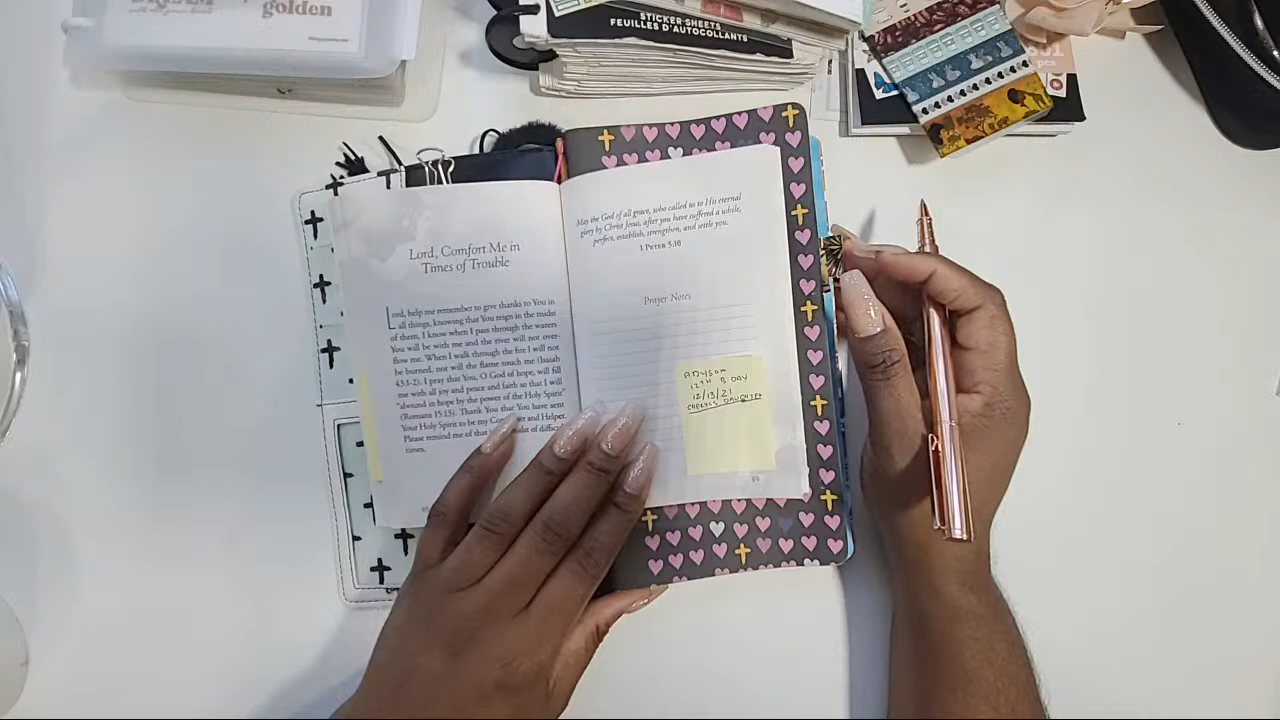 golden
STICKER SHEETS
FEUILLES D'AUTOCOLLANTS
pcs
Lord, Comfort Me in
Times of Trouble
Lord, help me remember to give thanks to You in
all things, knowing that You reign in the midst
of them. I know when I pass through the waters
You will be with me and the river will not over-
flow me. When I walk through the fire I will not
be burned, nor will the flame touch me (Isaiah
43:1-2). I pray that You, O God of hope, will fill
me with all joy and peace and faith so that I will
"abound in hope by the power of the Holy Spirit"
(Romans 15:13). Thank You that You have sent
Your Holy Spirit to be my and Helper.
Please remind me of that midst of
times.
May the God of all grace, who called us to His eternal
glory by Christ Jesus, after you have suffered a while,
perfect, establish, strengthen, and settle you.
1 PETER 5:10
Prayer Notes
12TH B. DAY
12/13/21
DAUGHTER
119